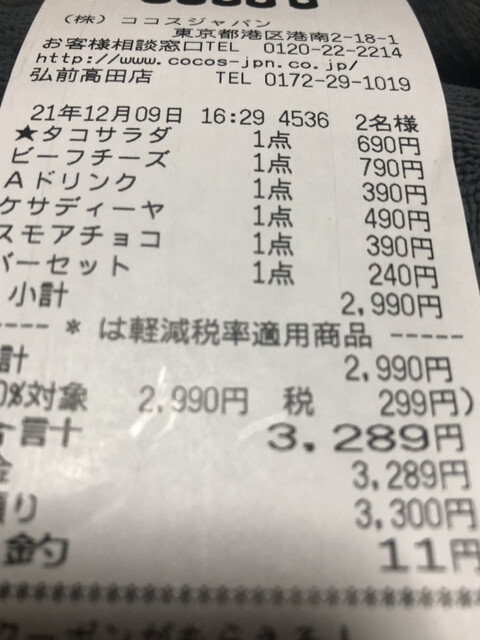 (株) ココスジャパン
東京都港区港南2-18-1
お客様相談窓口TEL 0120-22-2214
http://www.cocos-jpn.co.jp/
弘前高田店 TEL 0172-29-1019
21年12月09日 16:29 4536 2名様
★タコサラダ 1点 690円
ビーフチーズ 1点 790円
Aドリンク 1点 390円
ケサディーヤ 1点 490円
スモアチョコ 1点 390円
バーセット 1点 240円
小計 2,990円
---- * は軽減税率適用商品 -----
計 2,990円
0%対象 2,990円 税 299円)
合計 3,289円
金 3,289円
預り 3,300円
釣 11円